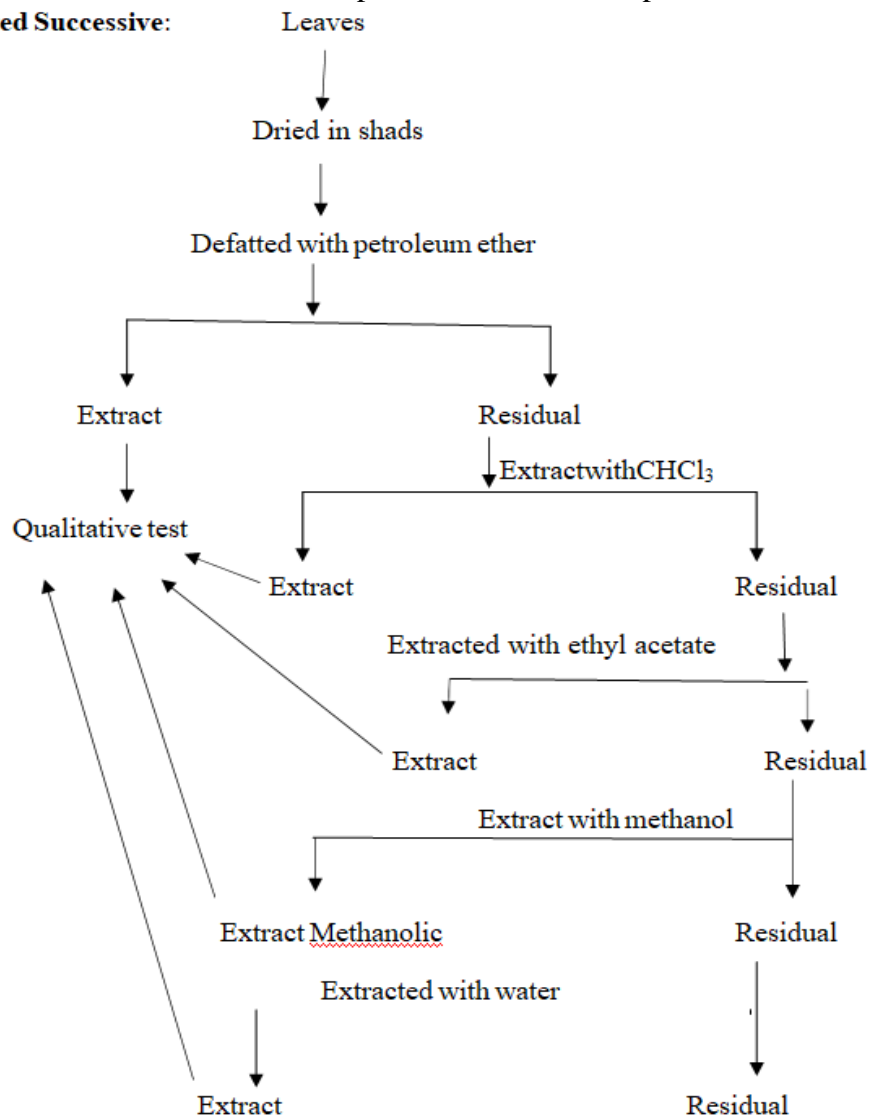 ed Successive: Leaves
Dried in shads
Defatted with petroleum ether
Extract Residual
ExtractwithCHCl₃
Qualitative test
Extract Residual
Extracted with ethyl acetate
Extract Residual
Extract with methanol
Extract Methanolic Residual
Extracted with water
Extract Residual